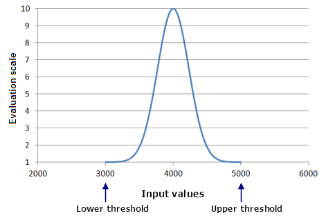 10
9
8
7
6
5
4
3
2
1
Evaluation scale
2000 3000 4000 5000 6000
Input values
Lower threshold Upper threshold